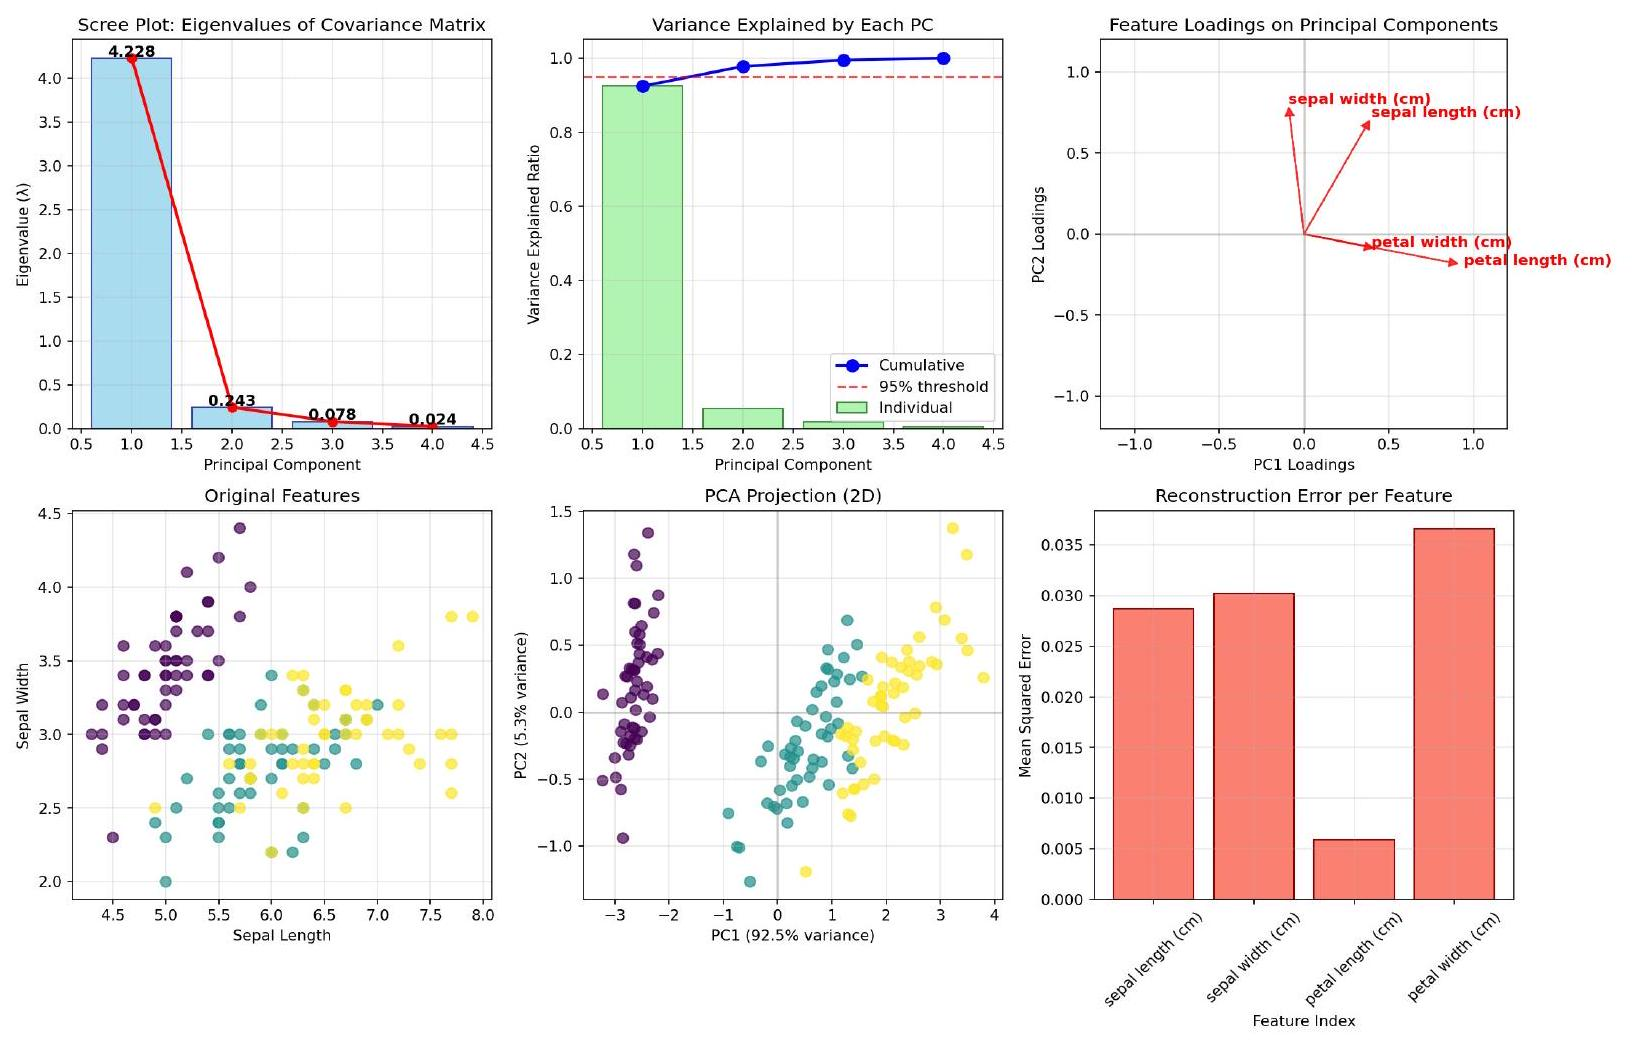 Scree Plot: Eigenvalues of Covariance Matrix
4.228
0.243
0.078
0.024
4.0
3.5
3.0
2.5
2.0
1.5
1.0
0.5
0.0
Eigenvalue (λ)
0.5 1.0 1.5 2.0 2.5 3.0 3.5 4.0 4.5
Principal Component
Variance Explained by Each PC
1.0
0.8
0.6
0.4
0.2
0.0
Variance Explained Ratio
Cumulative
95% threshold
Individual
0.5 1.0 1.5 2.0 2.5 3.0 3.5 4.0 4.5
Principal Component
Feature Loadings on Principal Components
sepal width (cm)
sepal length (cm)
petal width (cm)
petal length (cm)
1.0
0.5
0.0
−0.5
−1.0
PC2 Loadings
−1.0 −0.5 0.0 0.5 1.0
PC1 Loadings
Original Features
4.5
4.0
3.5
3.0
2.5
2.0
Sepal Width
4.5 5.0 5.5 6.0 6.5 7.0 7.5 8.0
Sepal Length
PCA Projection (2D)
1.5
1.0
0.5
0.0
−0.5
−1.0
PC2 (5.3% variance)
−3 −2 −1 0 1 2 3 4
PC1 (92.5% variance)
Reconstruction Error per Feature
0.035
0.030
0.025
0.020
0.015
0.010
0.005
0.000
Mean Squared Error
sepal length (cm)
sepal width (cm)
petal length (cm)
petal width (cm)
Feature Index